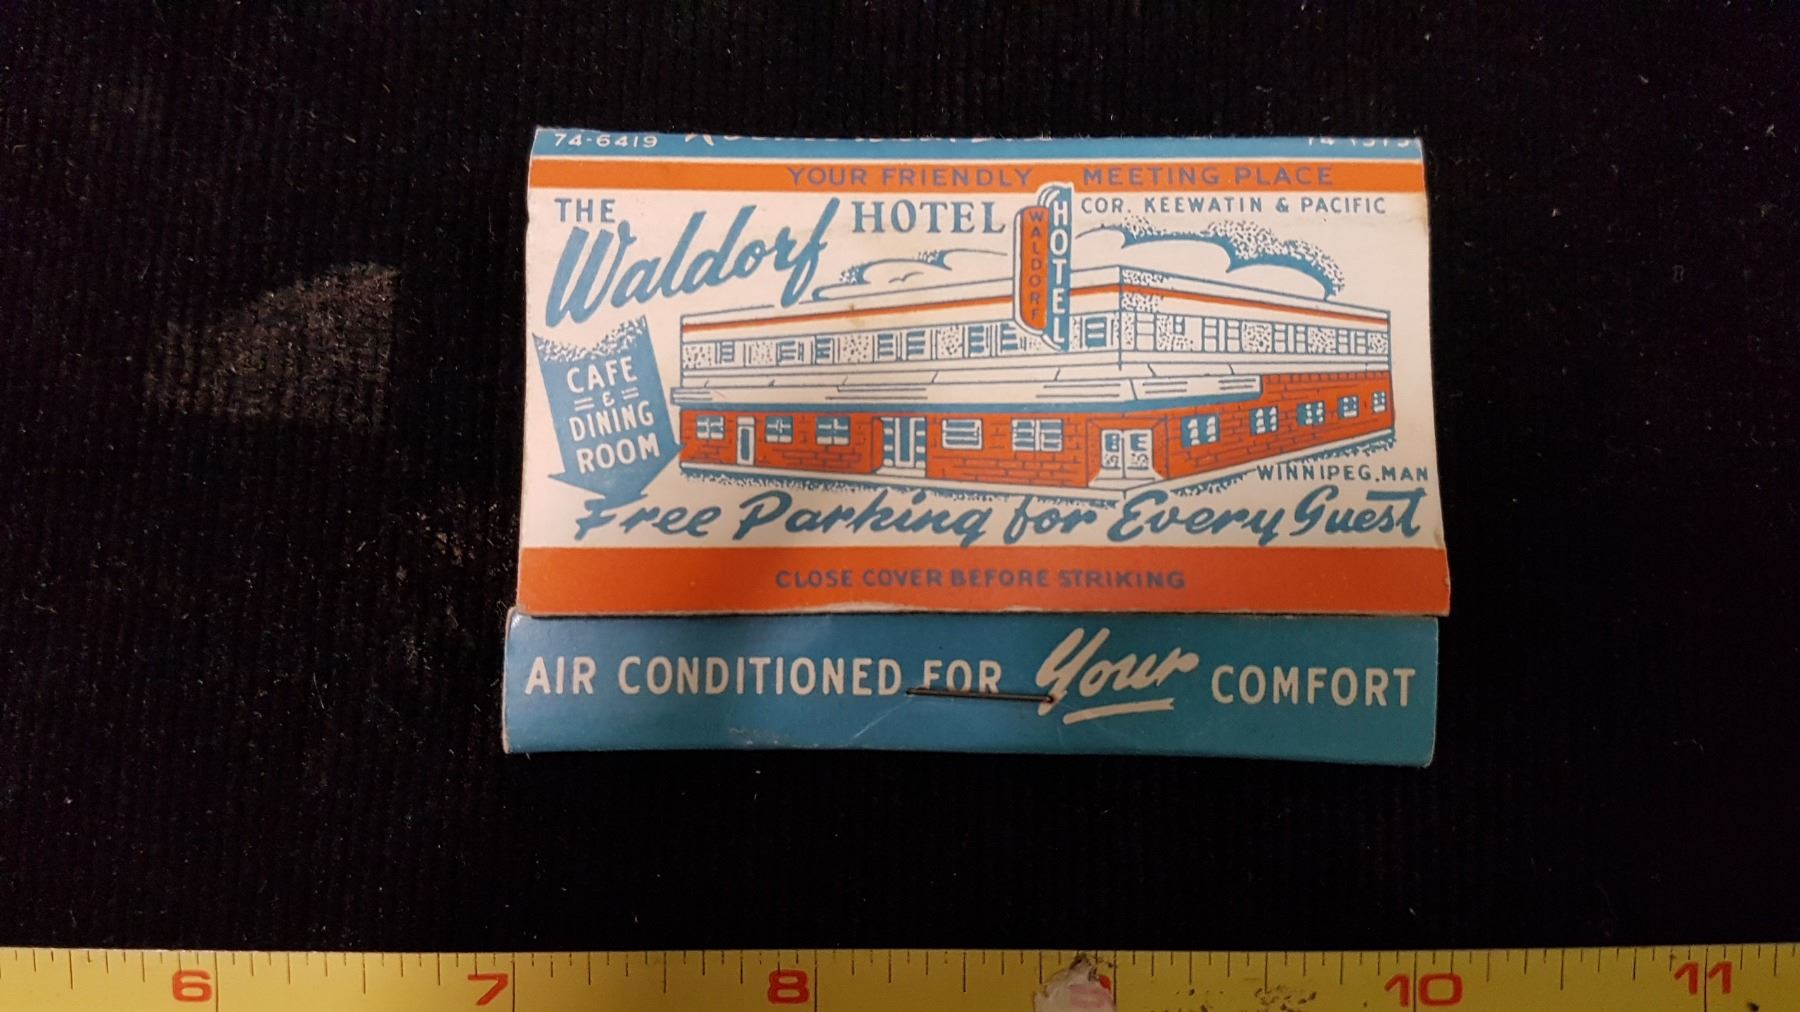 74-6419
YOUR FRIENDLY MEETING PLACE
THE Waldorf HOTEL
COR. KEEWATIN & PACIFIC
WALDORF
HOTEL
CAFE
&
DINING
ROOM
WINNIPEG, MAN
Free Parking for Every Guest
CLOSE COVER BEFORE STRIKING
AIR CONDITIONED FOR Your COMFORT
6 7 8 9 10 11